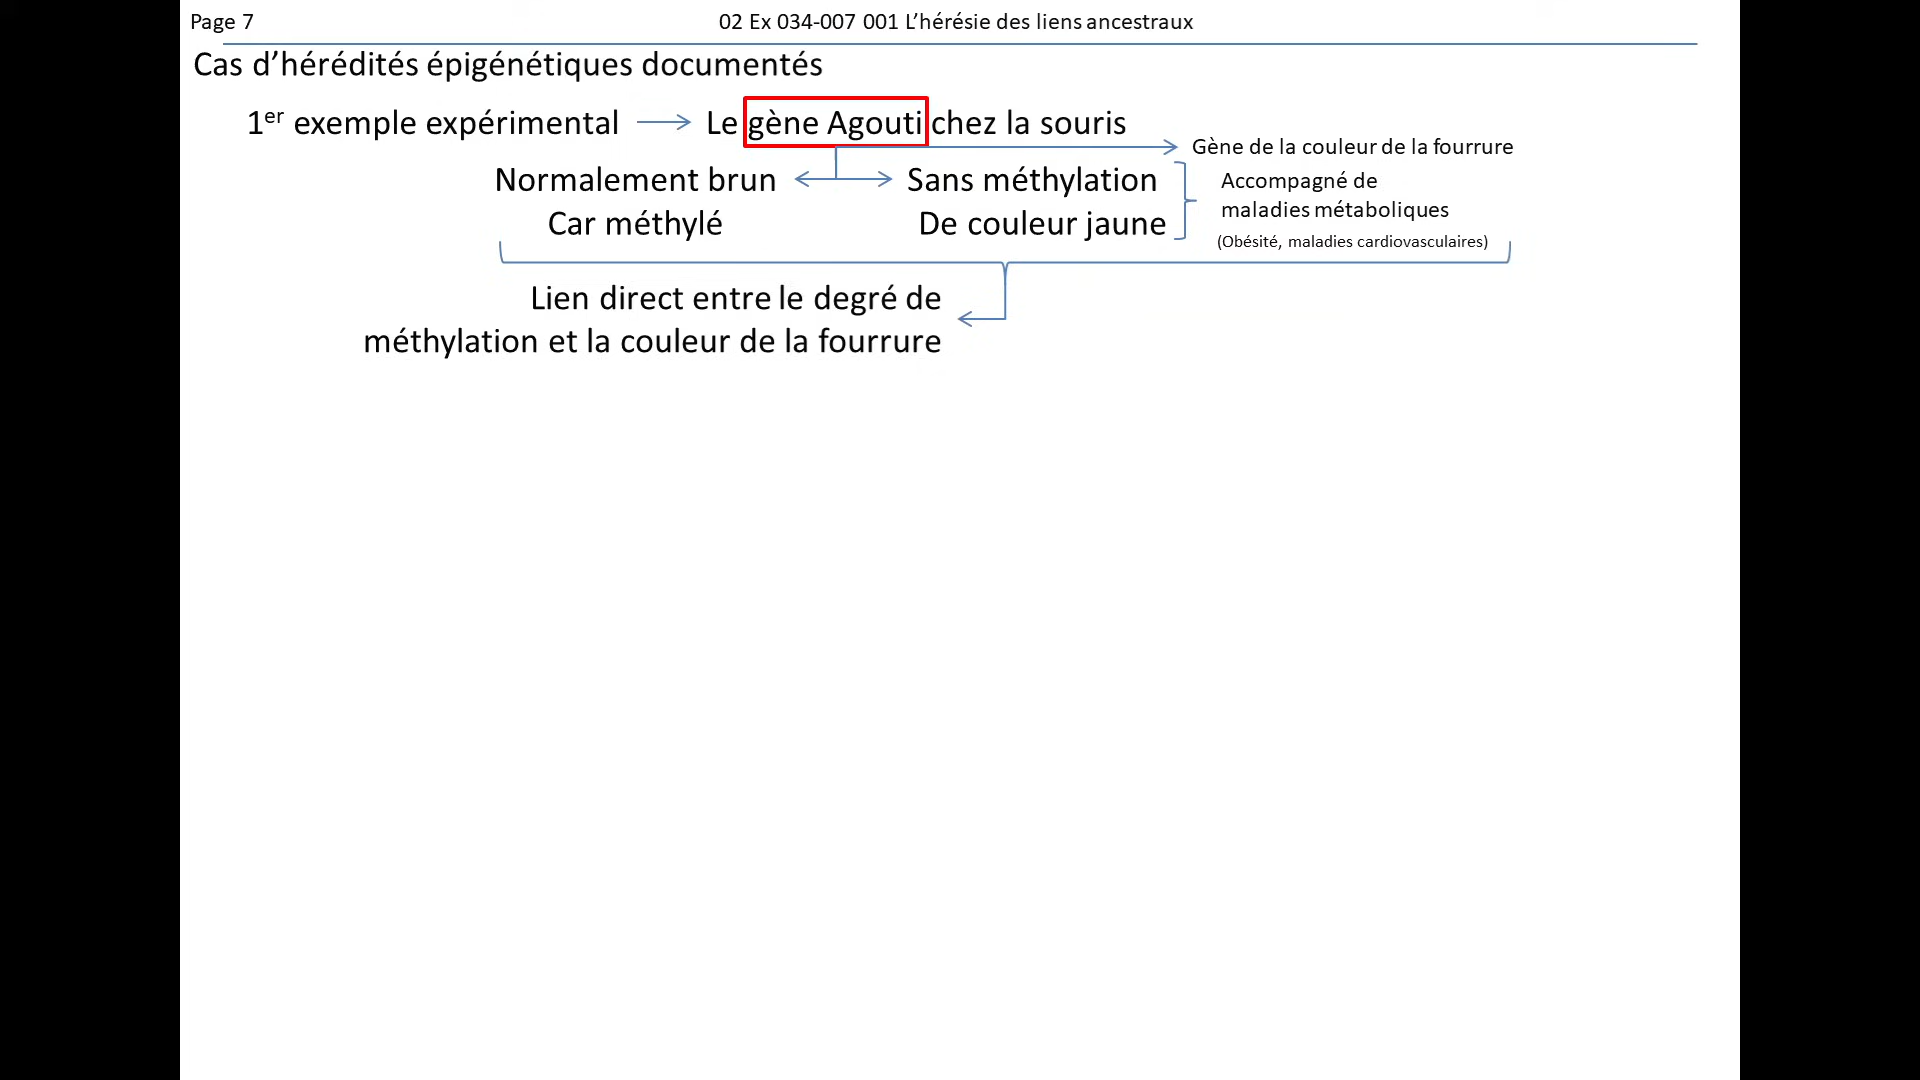 Page 7
02 Ex 034-007 001 L’hérésie des liens ancestraux
Cas d’hérédités épigénétiques documentés
1er exemple expérimental
Le gène Agouti chez la souris
Gène de la couleur de la fourrure
Normalement brun
Car méthylé
Sans méthylation
De couleur jaune
Accompagné de
maladies métaboliques
(Obésité, maladies cardiovasculaires)
Lien direct entre le degré de
méthylation et la couleur de la fourrure